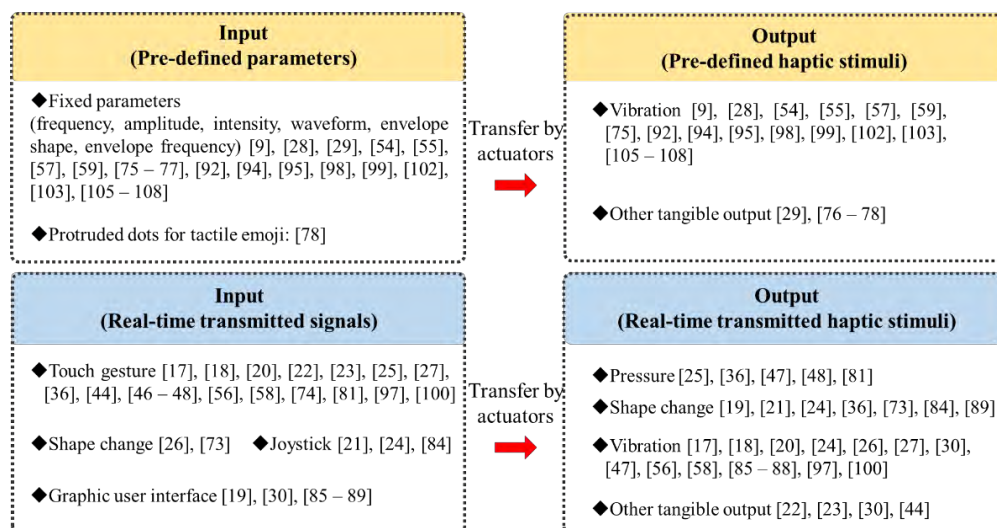 Input
(Pre-defined parameters)
◆Fixed parameters
(frequency, amplitude, intensity, waveform, envelope
shape, envelope frequency) [9], [28], [29], [54], [55],
[57], [59], [75 – 77], [92], [94], [95], [98], [99], [102],
[103], [105 – 108]
◆Protruded dots for tactile emoji: [78]
Transfer by
actuators
Output
(Pre-defined haptic stimuli)
◆Vibration [9], [28], [54], [55], [57], [59],
[75], [92], [94], [95], [98], [99], [102], [103],
[105 – 108]
◆Other tangible output [29], [76 – 78]
Input
(Real-time transmitted signals)
◆Touch gesture [17], [18], [20], [22], [23], [25], [27],
[36], [44], [46 – 48], [56], [58], [74], [81], [97], [100]
◆Shape change [26], [73] ◆Joystick [21], [24], [84]
◆Graphic user interface [19], [30], [85 – 89]
Transfer by
actuators
Output
(Real-time transmitted haptic stimuli)
◆Pressure [25], [36], [47], [48], [81]
◆Shape change [19], [21], [24], [36], [73], [84], [89]
◆Vibration [17], [18], [20], [24], [26], [27], [30],
[47], [56], [58], [85 – 88], [97], [100]
◆Other tangible output [22], [23], [30], [44]